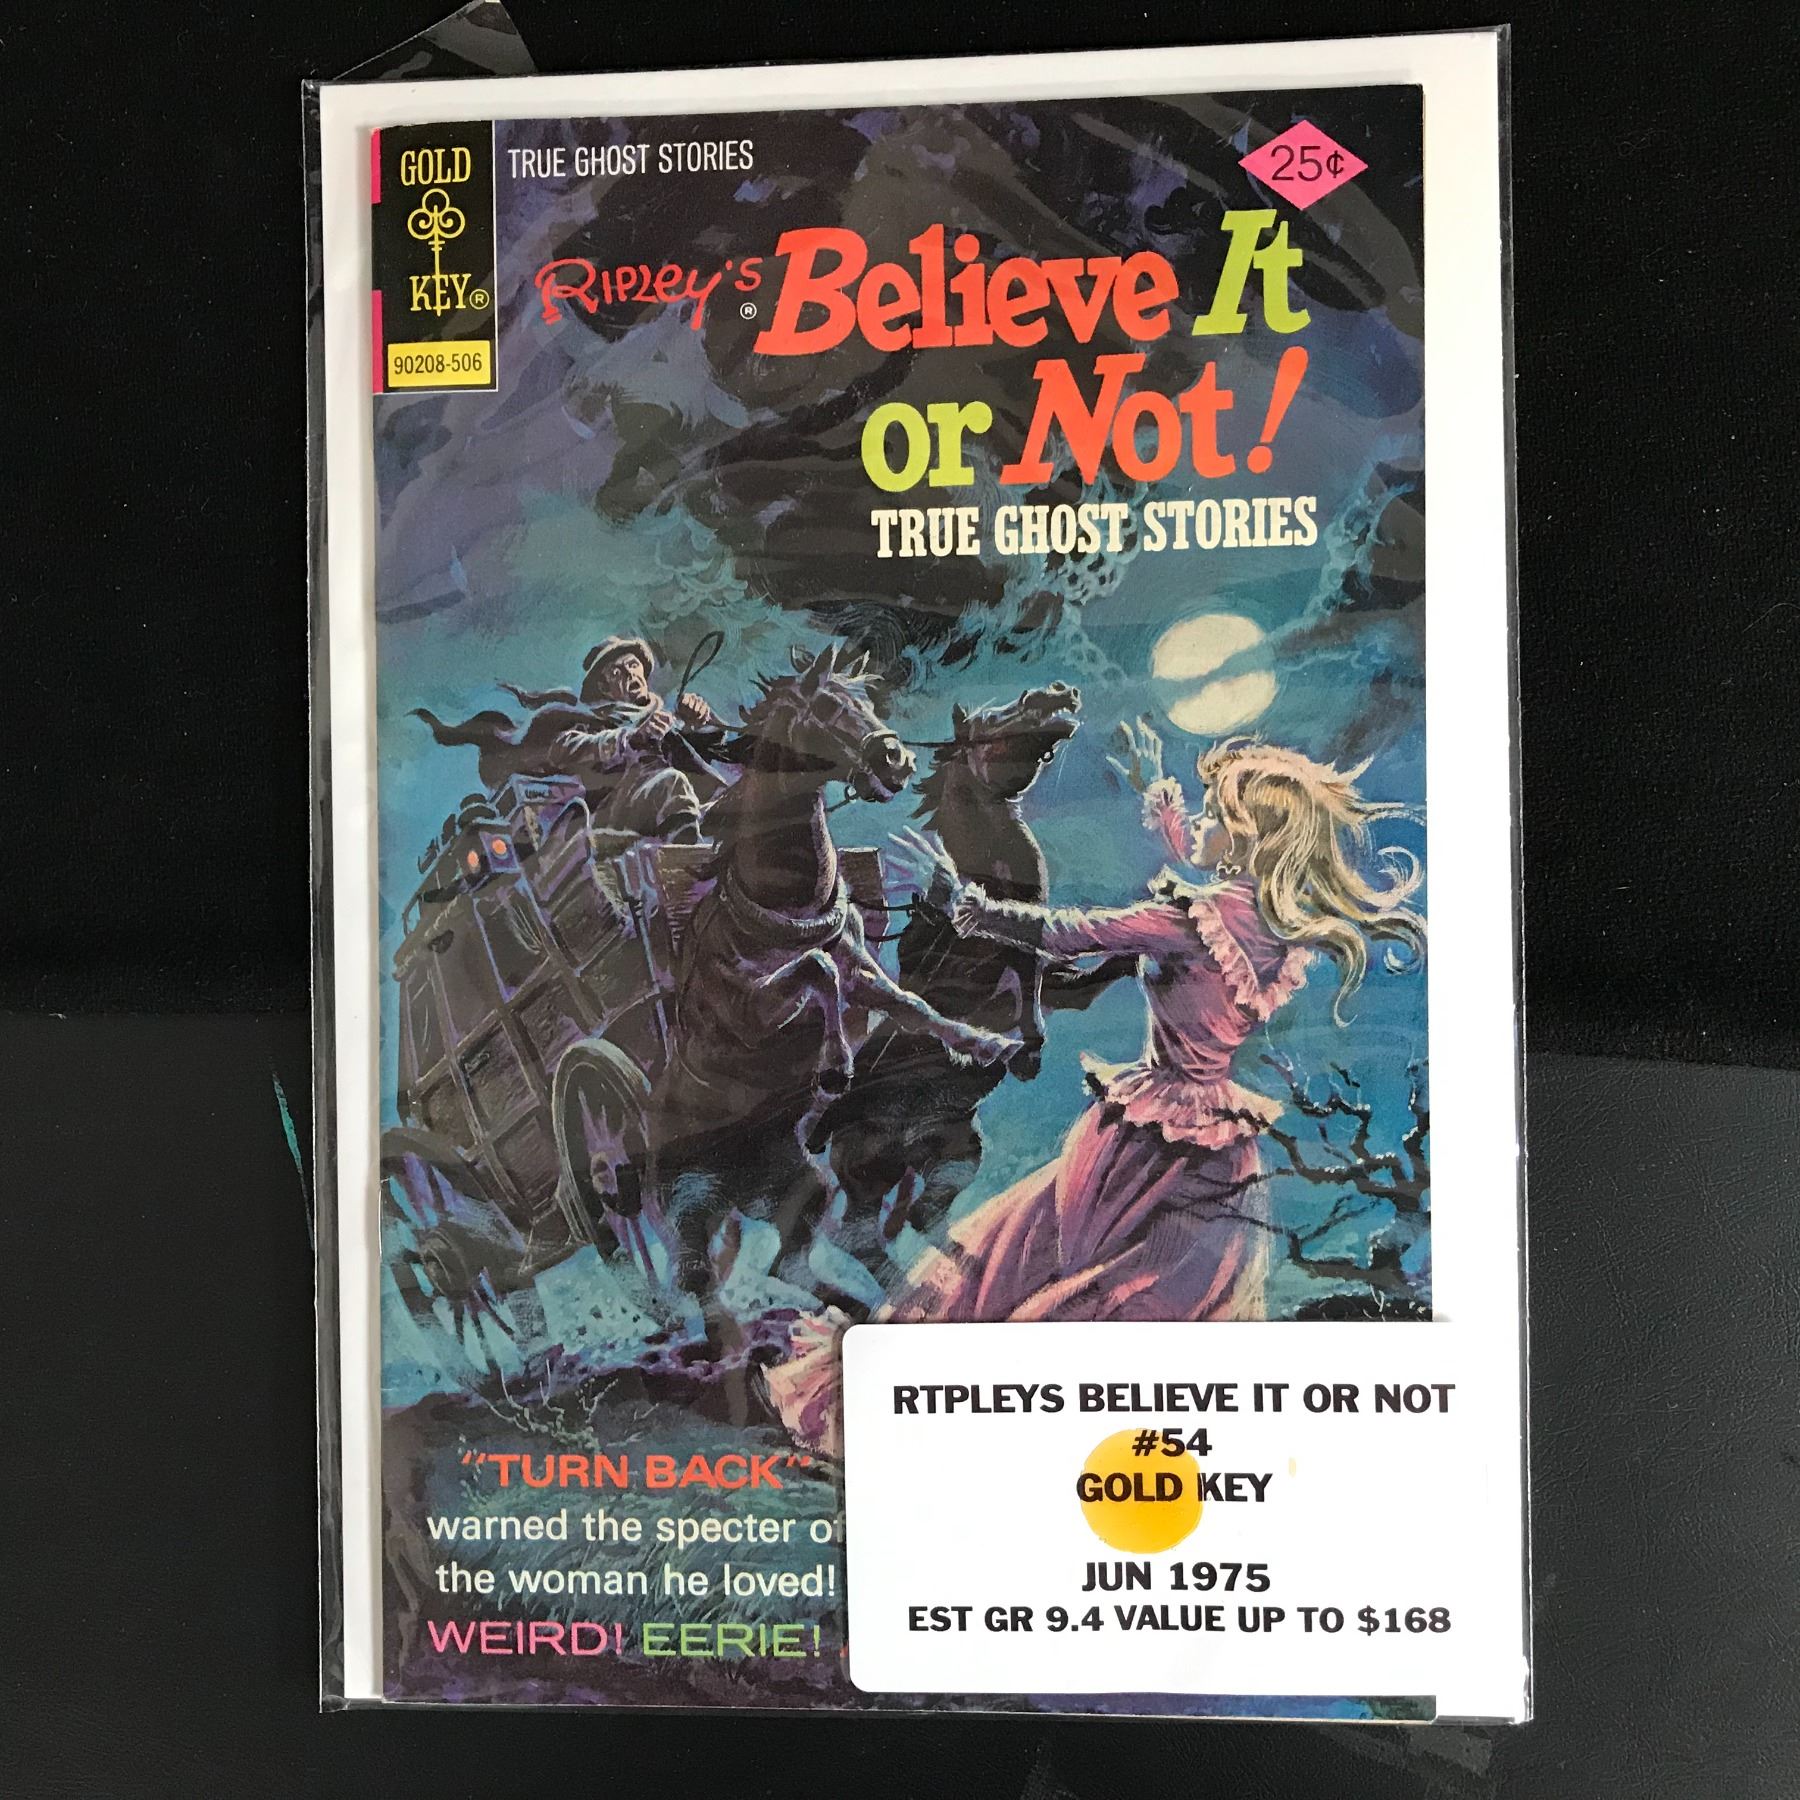 GOLD
KEY®
TRUE GHOST STORIES
25¢
90208-506
RIPLEY'S®
Believe It
or Not!
TRUE GHOST STORIES
"TURN BACK"
warned the specter of
the woman he loved!
WEIRD! EERIE!
RTPLEYS BELIEVE IT OR NOT
#54
GOLD KEY
JUN 1975
EST GR 9.4 VALUE UP TO $168